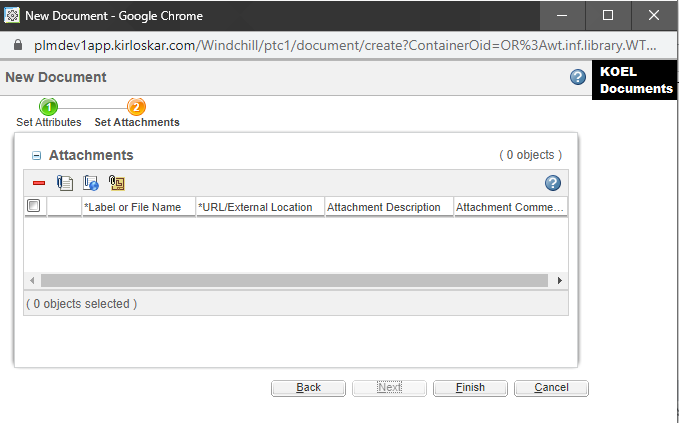 New Document - Google Chrome
plmdev1app.kirloskar.com/Windchill/ptc1/document/create?ContainerOid=OR%3Awt.inf.library.WT...
New Document
?
KOEL
Documents
1
2
Set Attributes
Set Attachments
Attachments
( 0 objects )
?
*Label or File Name
*URL/External Location
Attachment Description
Attachment Comme...
( 0 objects selected )
Back
Next
Finish
Cancel